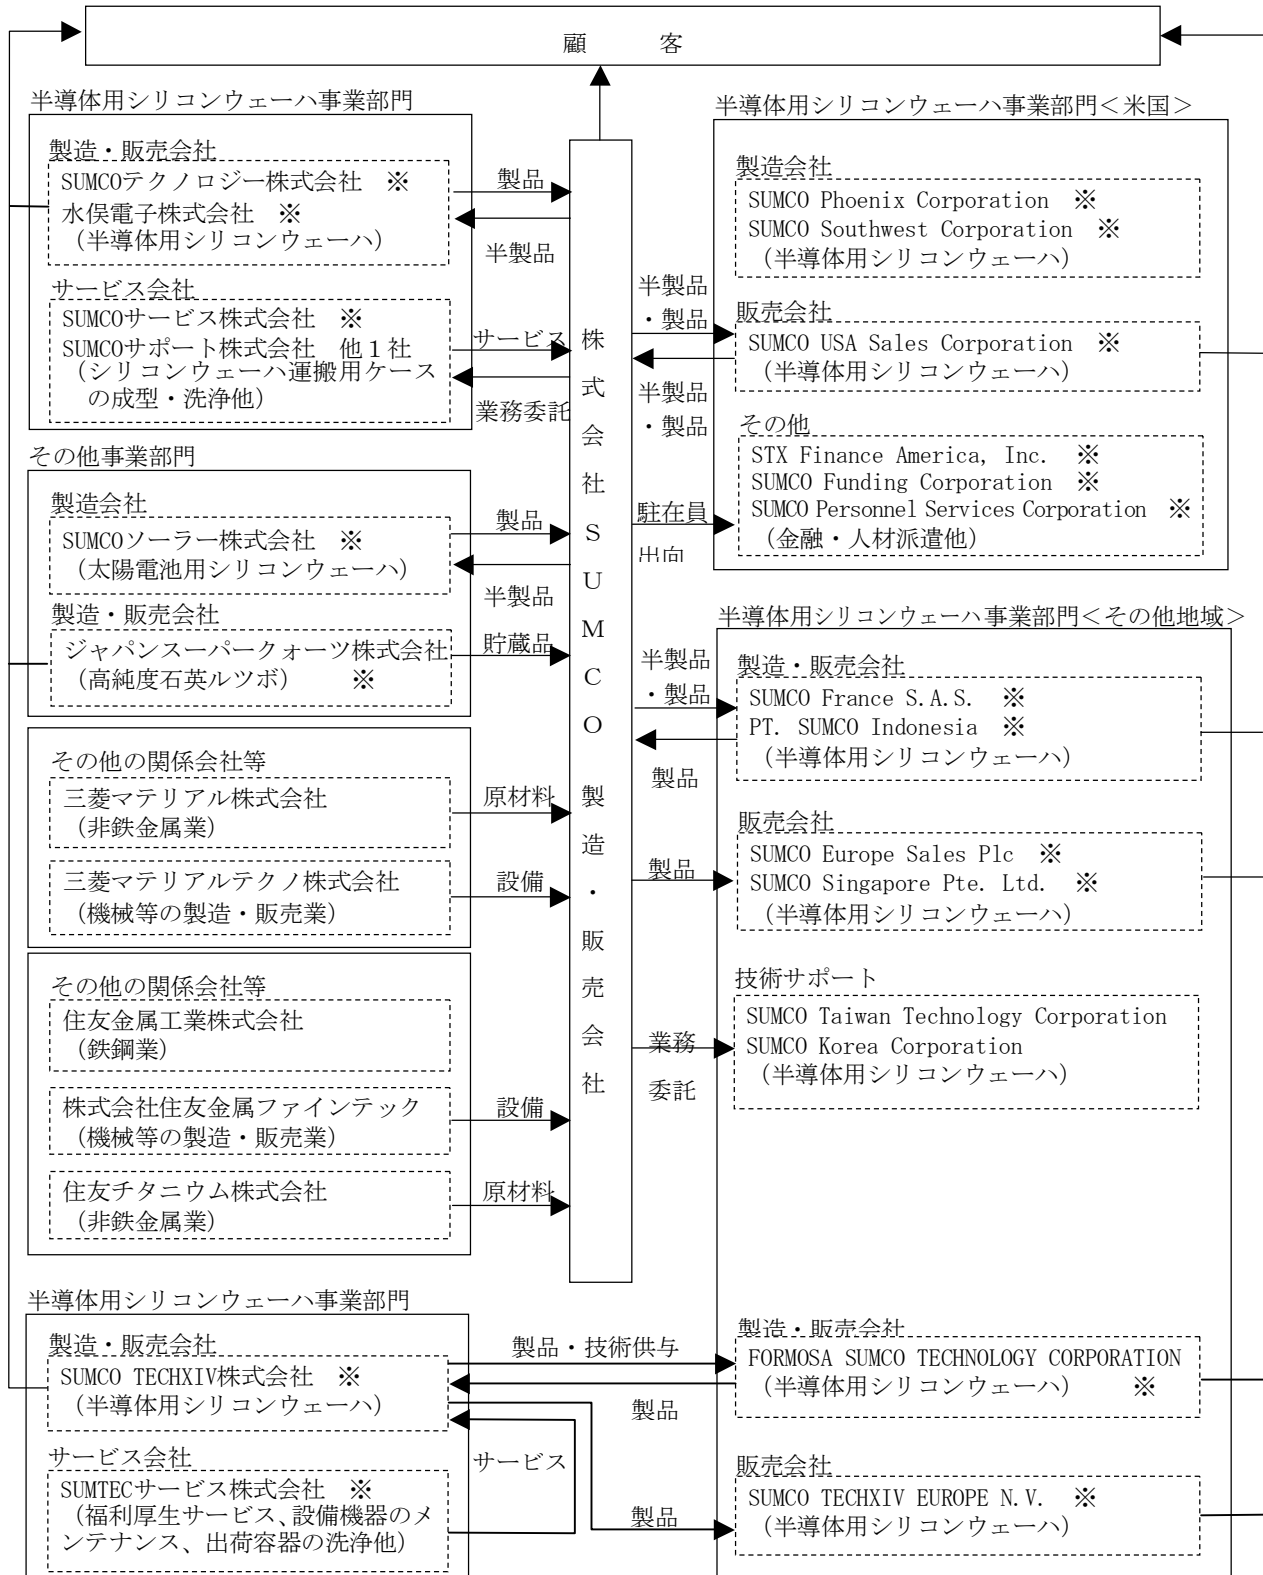 顧　客
半導体用シリコンウェーハ事業部門
製造・販売会社
SUMCOテクノロジー株式会社　※
水俣電子株式会社　※
（半導体用シリコンウェーハ）
サービス会社
SUMCOサービス株式会社　※
SUMCOサポート株式会社　他１社
（シリコンウェーハ運搬用ケース
の成型・洗浄他）
製品
半製品
サービス
業務委託
その他事業部門
製造会社
SUMCOソーラー株式会社　※
（太陽電池用シリコンウェーハ）
製造・販売会社
ジャパンスーパークォーツ株式会社
（高純度石英ルツボ）　※
製品
半製品
貯蔵品
その他の関係会社等
三菱マテリアル株式会社
（非鉄金属業）
三菱マテリアルテクノ株式会社
（機械等の製造・販売業）
原材料
設備
その他の関係会社等
住友金属工業株式会社
（鉄鋼業）
株式会社住友金属ファインテック
（機械等の製造・販売業）
住友チタニウム株式会社
（非鉄金属業）
設備
原材料
株式会社ＳＵＭＣＯ　製造・販売会社
半導体用シリコンウェーハ事業部門＜米国＞
製造会社
SUMCO Phoenix Corporation　※
SUMCO Southwest Corporation　※
（半導体用シリコンウェーハ）
販売会社
SUMCO USA Sales Corporation　※
（半導体用シリコンウェーハ）
その他
STX Finance America, Inc.　※
SUMCO Funding Corporation　※
SUMCO Personnel Services Corporation　※
（金融・人材派遣他）
半製品
・製品
半製品
・製品
駐在員
出向
半導体用シリコンウェーハ事業部門＜その他地域＞
製造・販売会社
SUMCO France S.A.S.　※
PT. SUMCO Indonesia　※
（半導体用シリコンウェーハ）
販売会社
SUMCO Europe Sales Plc　※
SUMCO Singapore Pte. Ltd.　※
（半導体用シリコンウェーハ）
技術サポート
SUMCO Taiwan Technology Corporation
SUMCO Korea Corporation
（半導体用シリコンウェーハ）
半製品
・製品
製品
製品
業務
委託
半導体用シリコンウェーハ事業部門
製造・販売会社
SUMCO TECHXIV株式会社　※
（半導体用シリコンウェーハ）
サービス会社
SUMTECサービス株式会社　※
（福利厚生サービス、設備機器のメ
ンテナンス、出荷容器の洗浄他）
製品・技術供与
製品
サービス
製品
製造・販売会社
FORMOSA SUMCO TECHNOLOGY CORPORATION
（半導体用シリコンウェーハ）　※
販売会社
SUMCO TECHXIV EUROPE N.V.　※
（半導体用シリコンウェーハ）